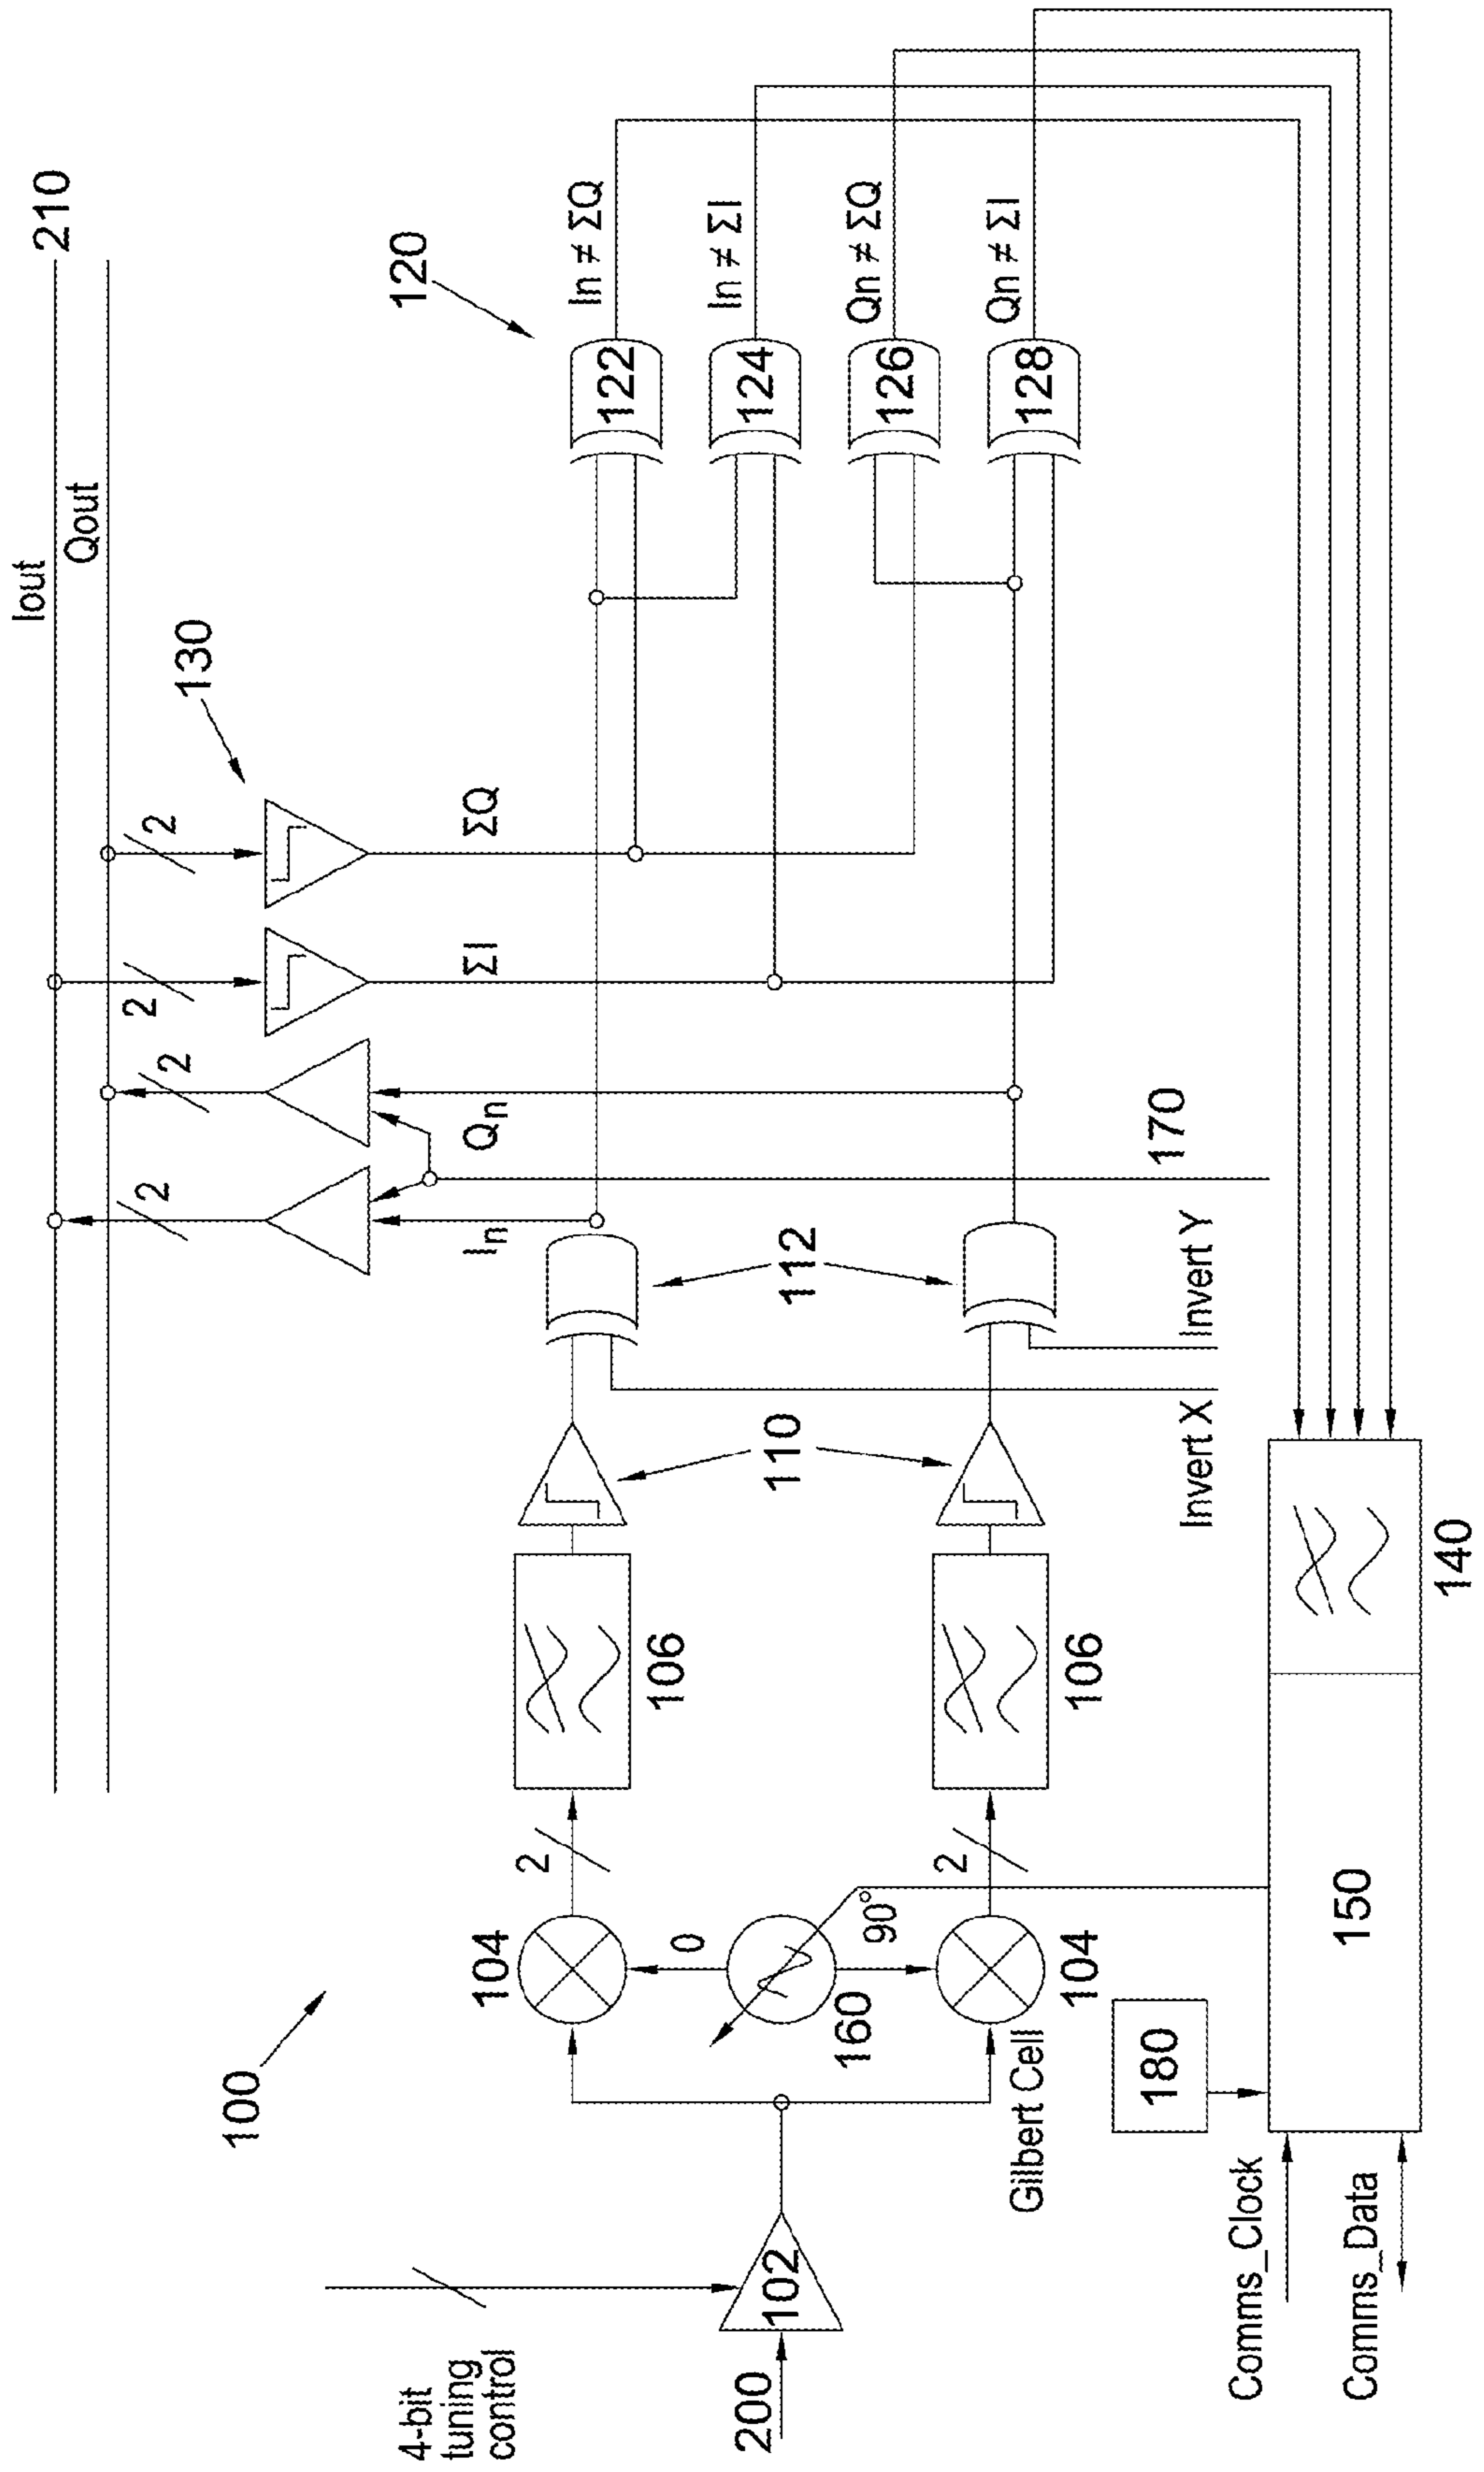 4-bit
tuning
control
200
102
100
104
104
Gilbert Cell
0
90°
160
2
2
106
106
110
112
Invert X
Invert Y
170
In
Qn
2
2
2
2
ΣI
ΣQ
130
Iout
Qout
210
120
122
124
126
128
In ≠ ΣQ
In ≠ ΣI
Qn ≠ ΣQ
Qn ≠ ΣI
180
150
140
Comms_Clock
Comms_Data